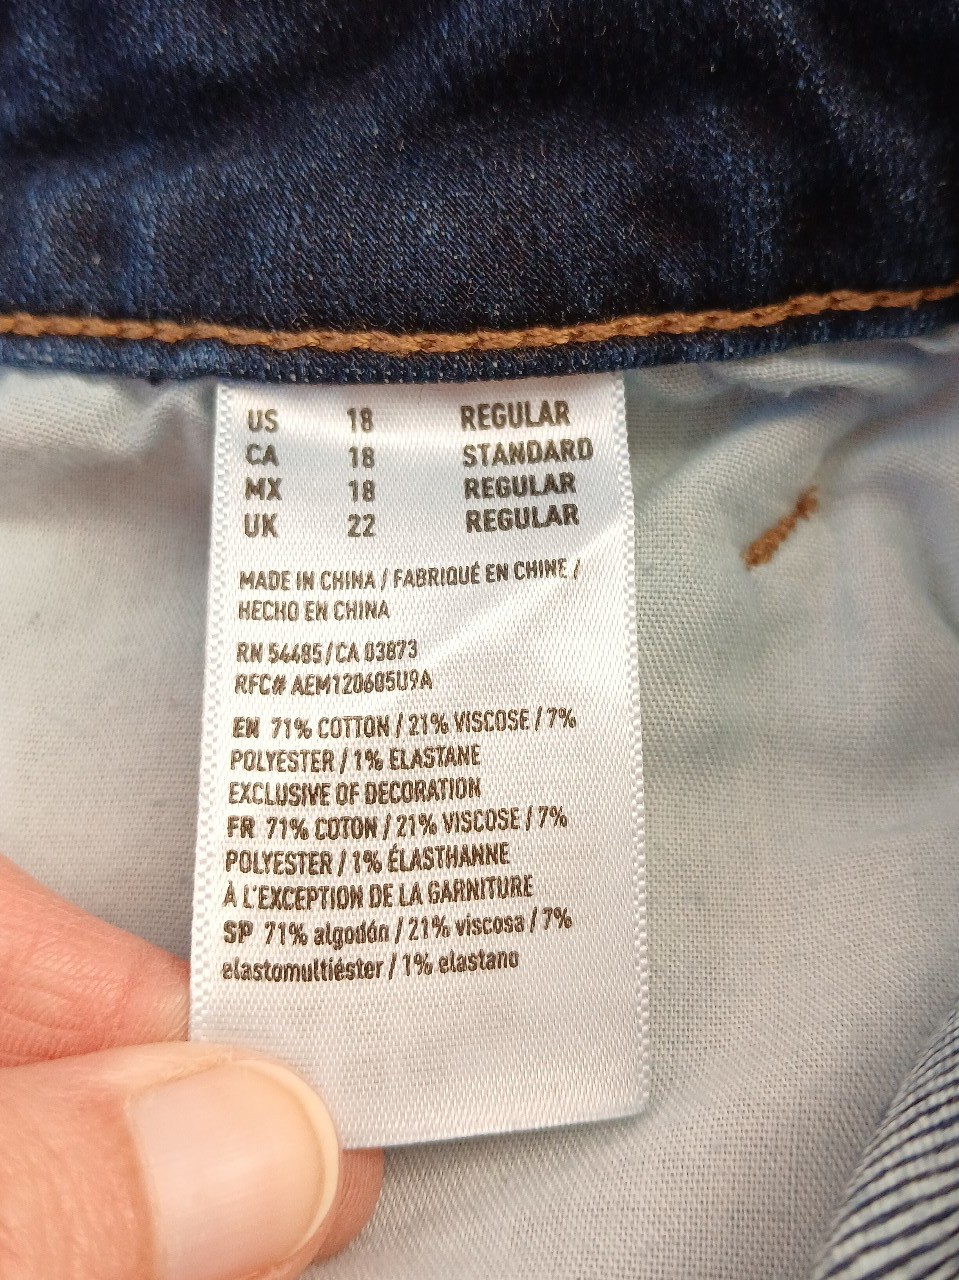 US 18 REGULAR
CA 18 STANDARD
MX 18 REGULAR
UK 22 REGULAR
MADE IN CHINA / FABRIQUÉ EN CHINE /
HECHO EN CHINA
RN 54485/CA 03873
RFC# AEM120605U9A
EN 71% COTTON / 21% VISCOSE / 7%
POLYESTER / 1% ELASTANE
EXCLUSIVE OF DECORATION
FR 71% COTON / 21% VISCOSE / 7%
POLYESTER / 1% ÉLASTHANNE
À L'EXCEPTION DE LA GARNITURE
SP 71% algodón / 21% viscosa / 7%
elastomultiéster / 1% elastano